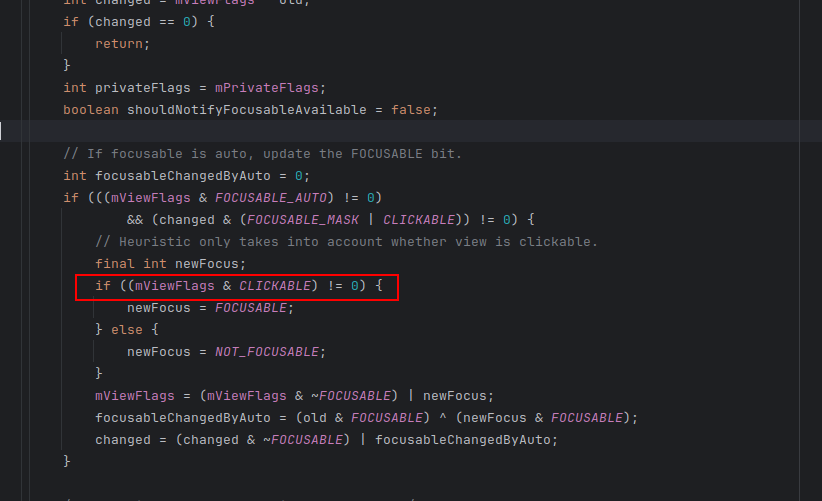 int changed = mViewFlags ^ old;
if (changed == 0) {
return;
}
int privateFlags = mPrivateFlags;
boolean shouldNotifyFocusableAvailable = false;
// If focusable is auto, update the FOCUSABLE bit.
int focusableChangedByAuto = 0;
if (((mViewFlags & FOCUSABLE_AUTO) != 0)
&& (changed & (FOCUSABLE_MASK | CLICKABLE)) != 0) {
// Heuristic only takes into account whether view is clickable.
final int newFocus;
if ((mViewFlags & CLICKABLE) != 0) {
newFocus = FOCUSABLE;
} else {
newFocus = NOT_FOCUSABLE;
}
mViewFlags = (mViewFlags & ~FOCUSABLE) | newFocus;
focusableChangedByAuto = (old & FOCUSABLE) ^ (newFocus & FOCUSABLE);
changed = (changed & ~FOCUSABLE) | focusableChangedByAuto;
}